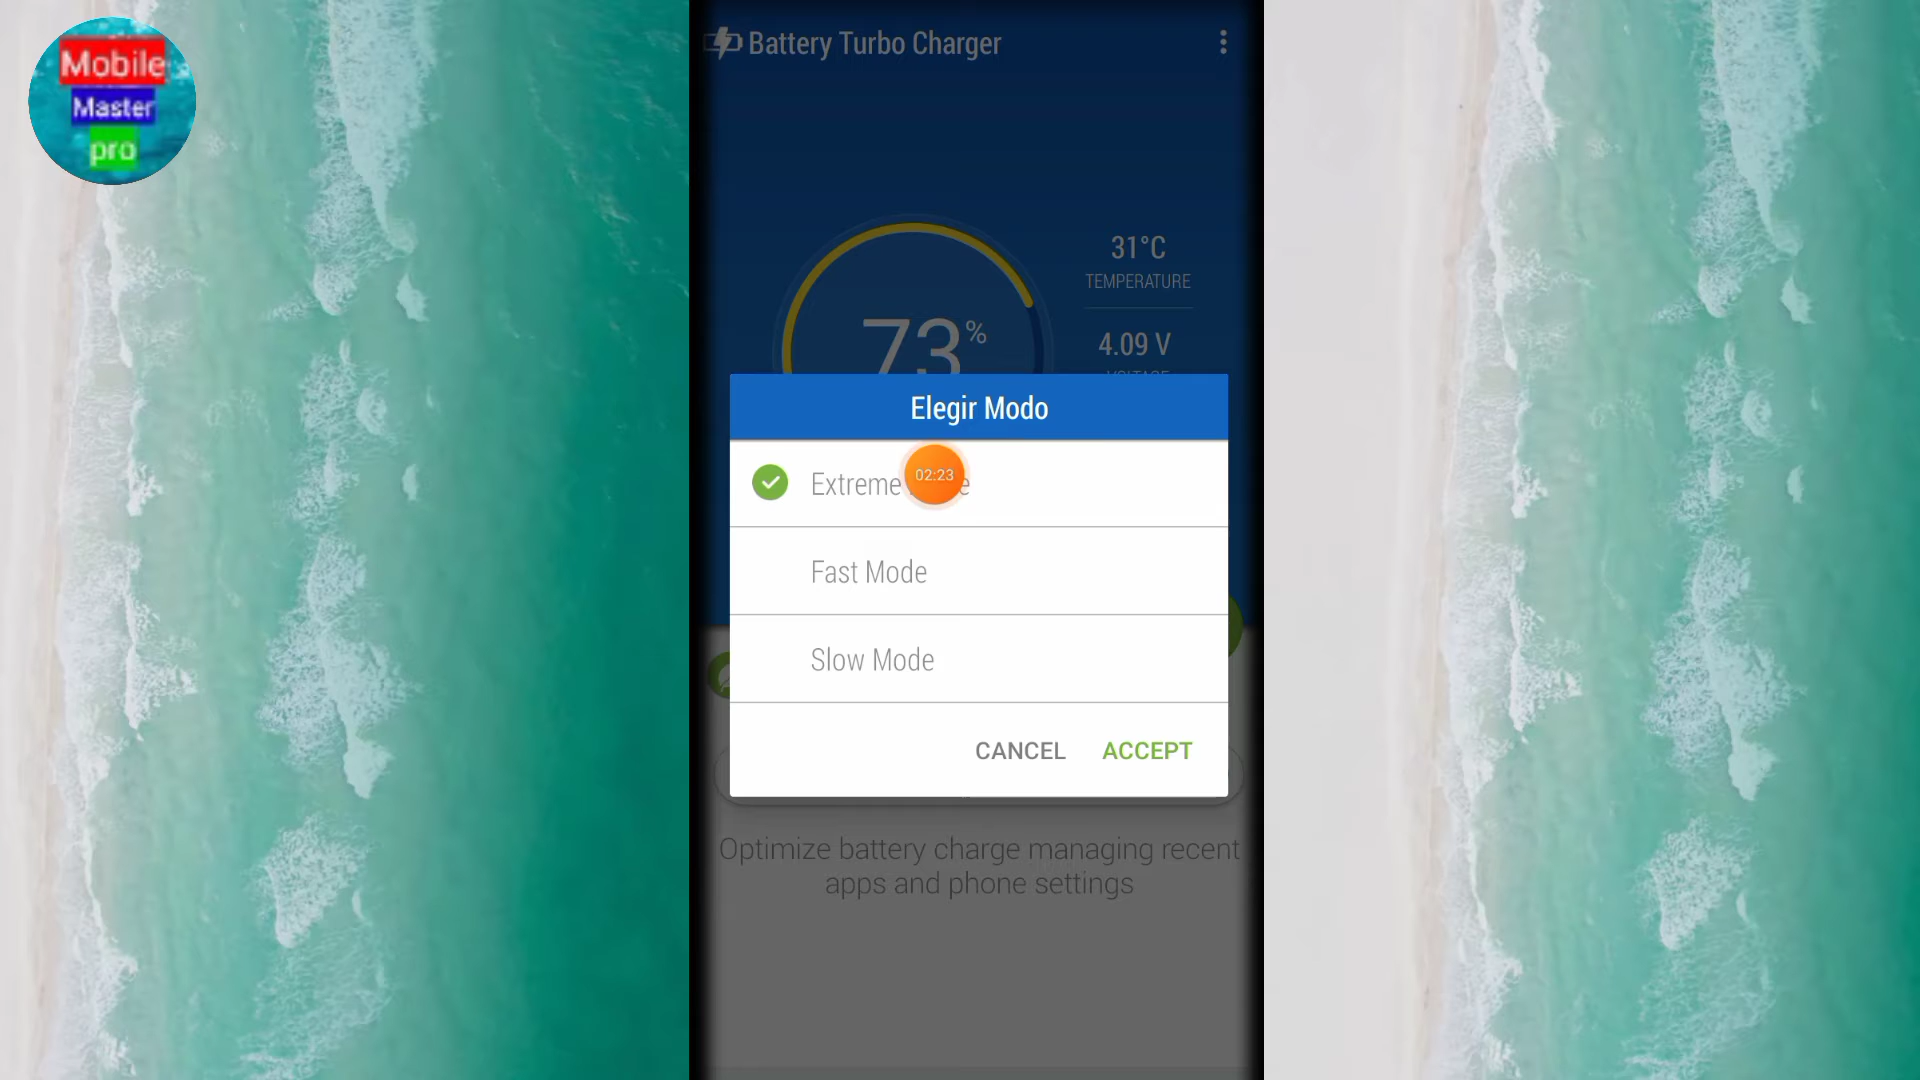 Mobile
Master
pro
Battery Turbo Charger
31°C
TEMPERATURE
73%
4.09 V
Elegir Modo
Extreme
02:23
Fast Mode
Slow Mode
CANCEL
ACCEPT
Optimize battery charge managing recent
apps and phone settings